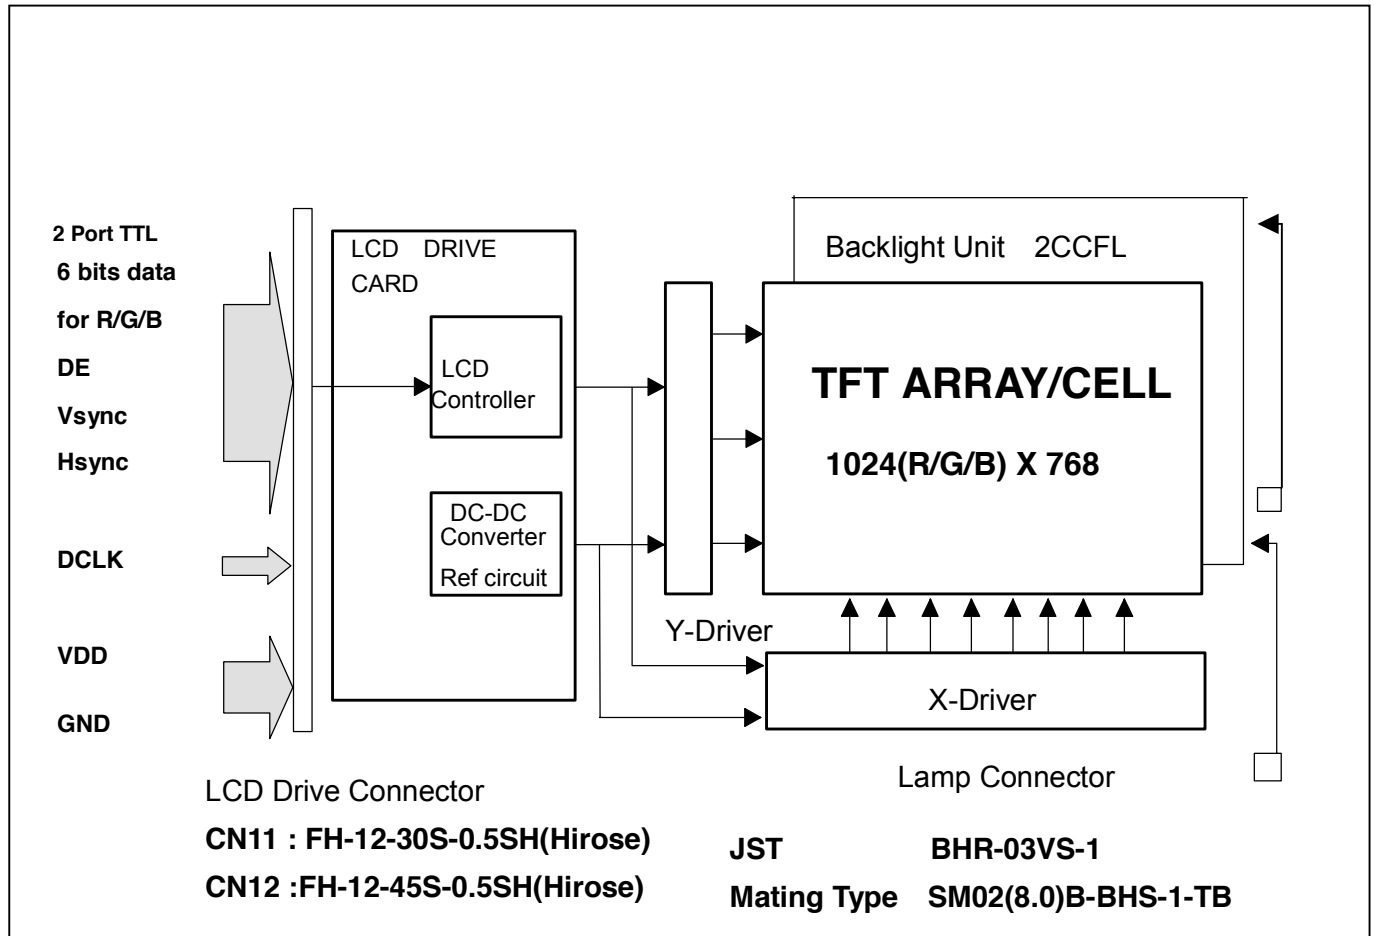 2 Port TTL
6 bits data
for R/G/B
DE
Vsync
Hsync
DCLK
VDD
GND
LCD DRIVE
CARD
LCD
Controller
DC-DC
Converter
Ref circuit
Y-Driver
Backlight Unit 2CCFL
TFT ARRAY/CELL
1024(R/G/B) X 768
X-Driver
LCD Drive Connector
CN11 : FH-12-30S-0.5SH(Hirose)
CN12 :FH-12-45S-0.5SH(Hirose)
Lamp Connector
JST BHR-03VS-1
Mating Type SM02(8.0)B-BHS-1-TB